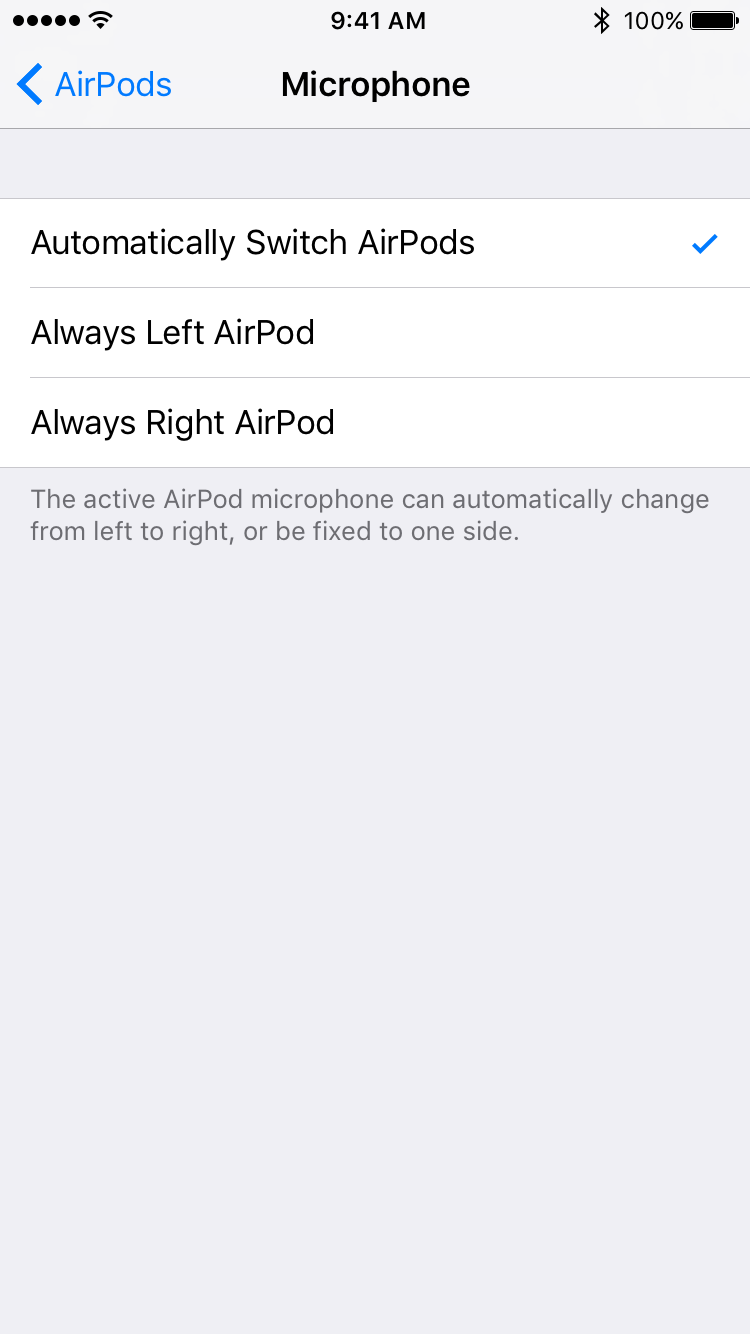 9:41 AM 100%
AirPods Microphone
Automatically Switch AirPods
Always Left AirPod
Always Right AirPod
The active AirPod microphone can automatically change
from left to right, or be fixed to one side.